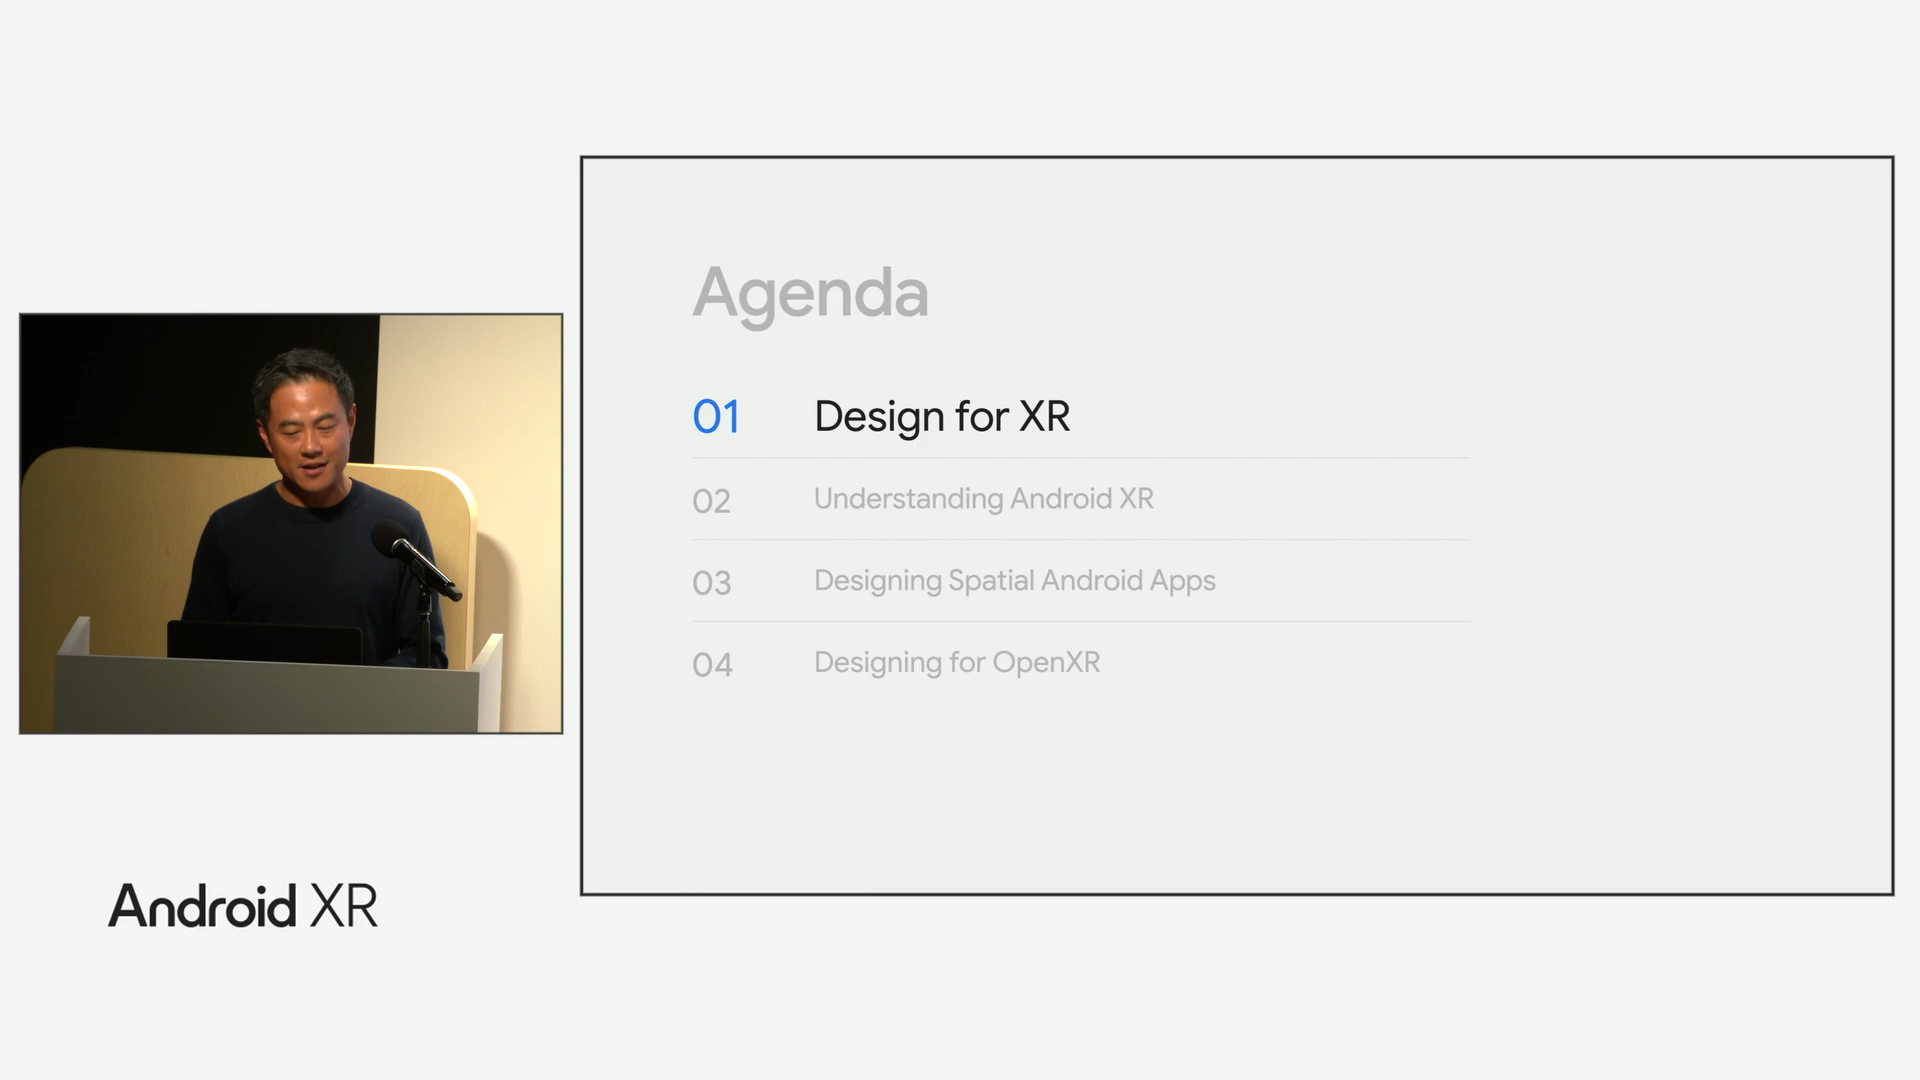 Agenda
01 Design for XR
02 Understanding Android XR
03 Designing Spatial Android Apps
04 Designing for OpenXR
Android XR